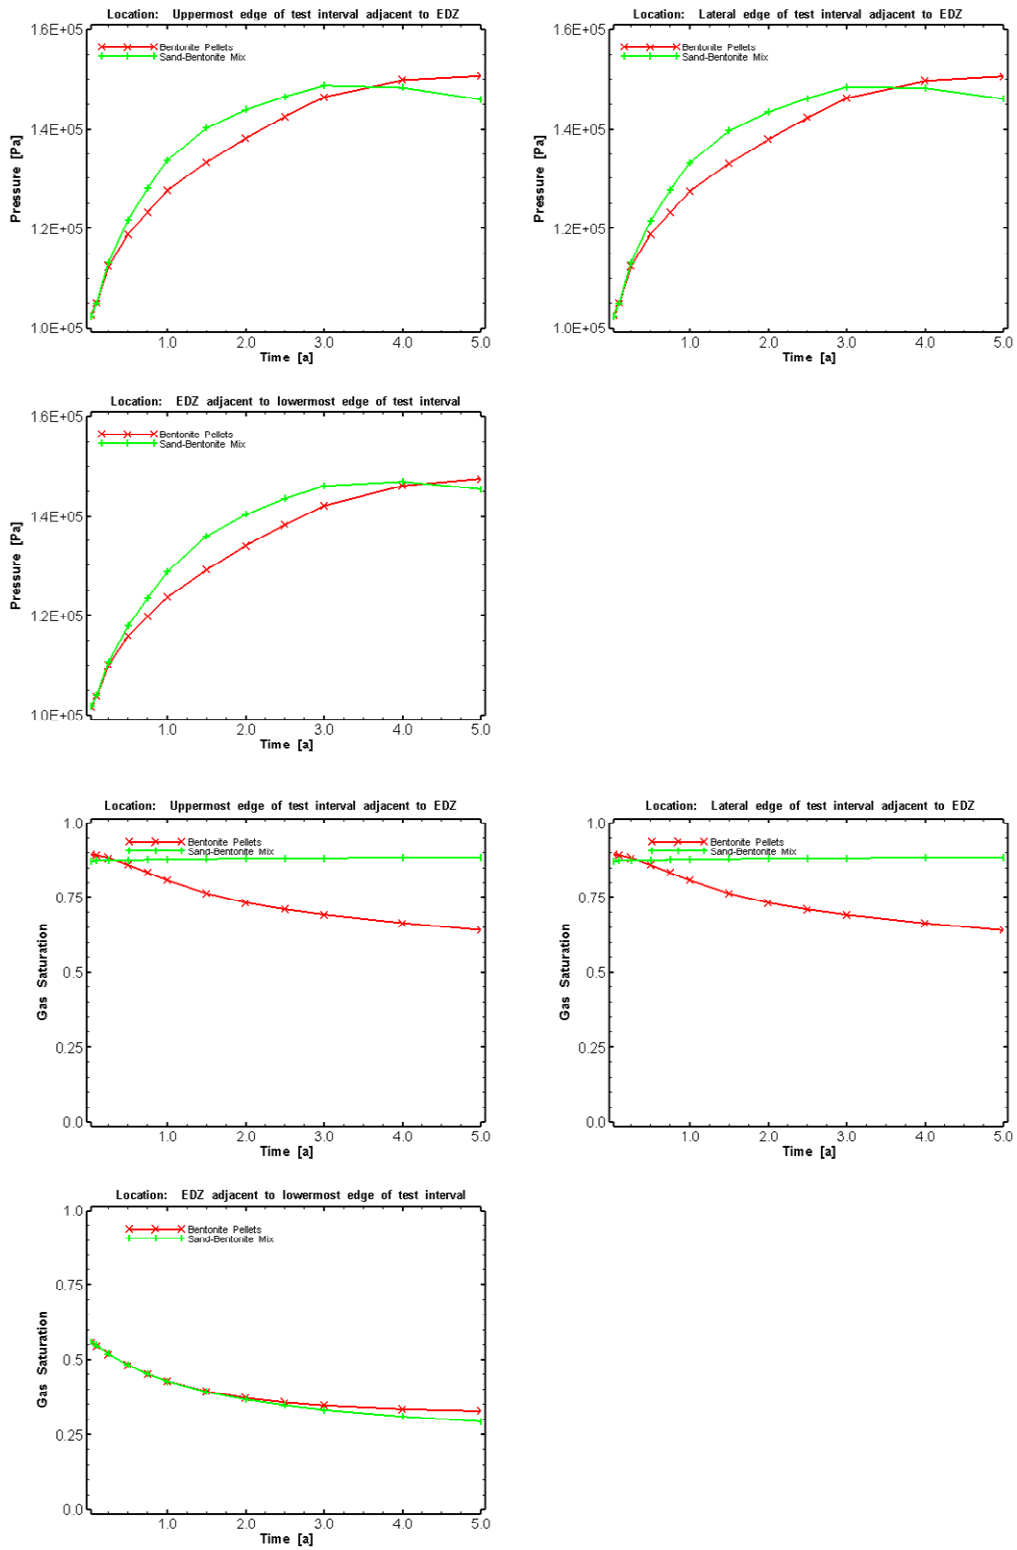 Location: Uppermost edge of test interval adjacent to EDZ
1.6E+05
Bentonite Pellets
Sand-Bentonite Mix
1.4E+05
Pressure [Pa]
1.2E+05
1.0E+05
1.0 2.0 3.0 4.0 5.0
Time [a]
Location: Lateral edge of test interval adjacent to EDZ
1.6E+05
Bentonite Pellets
Sand-Bentonite Mix
1.4E+05
Pressure [Pa]
1.2E+05
1.0E+05
1.0 2.0 3.0 4.0 5.0
Time [a]
Location: EDZ adjacent to lowermost edge of test interval
1.6E+05
Bentonite Pellets
Sand-Bentonite Mix
1.4E+05
Pressure [Pa]
1.2E+05
1.0E+05
1.0 2.0 3.0 4.0 5.0
Time [a]
Location: Uppermost edge of test interval adjacent to EDZ
1.0
Bentonite Pellets
Sand-Bentonite Mix
0.75
Gas Saturation
0.5
0.25
0.0
1.0 2.0 3.0 4.0 5.0
Time [a]
Location: Lateral edge of test interval adjacent to EDZ
1.0
Bentonite Pellets
Sand-Bentonite Mix
0.75
Gas Saturation
0.5
0.25
0.0
1.0 2.0 3.0 4.0 5.0
Time [a]
Location: EDZ adjacent to lowermost edge of test interval
1.0
Bentonite Pellets
Sand-Bentonite Mix
0.75
Gas Saturation
0.5
0.25
0.0
1.0 2.0 3.0 4.0 5.0
Time [a]